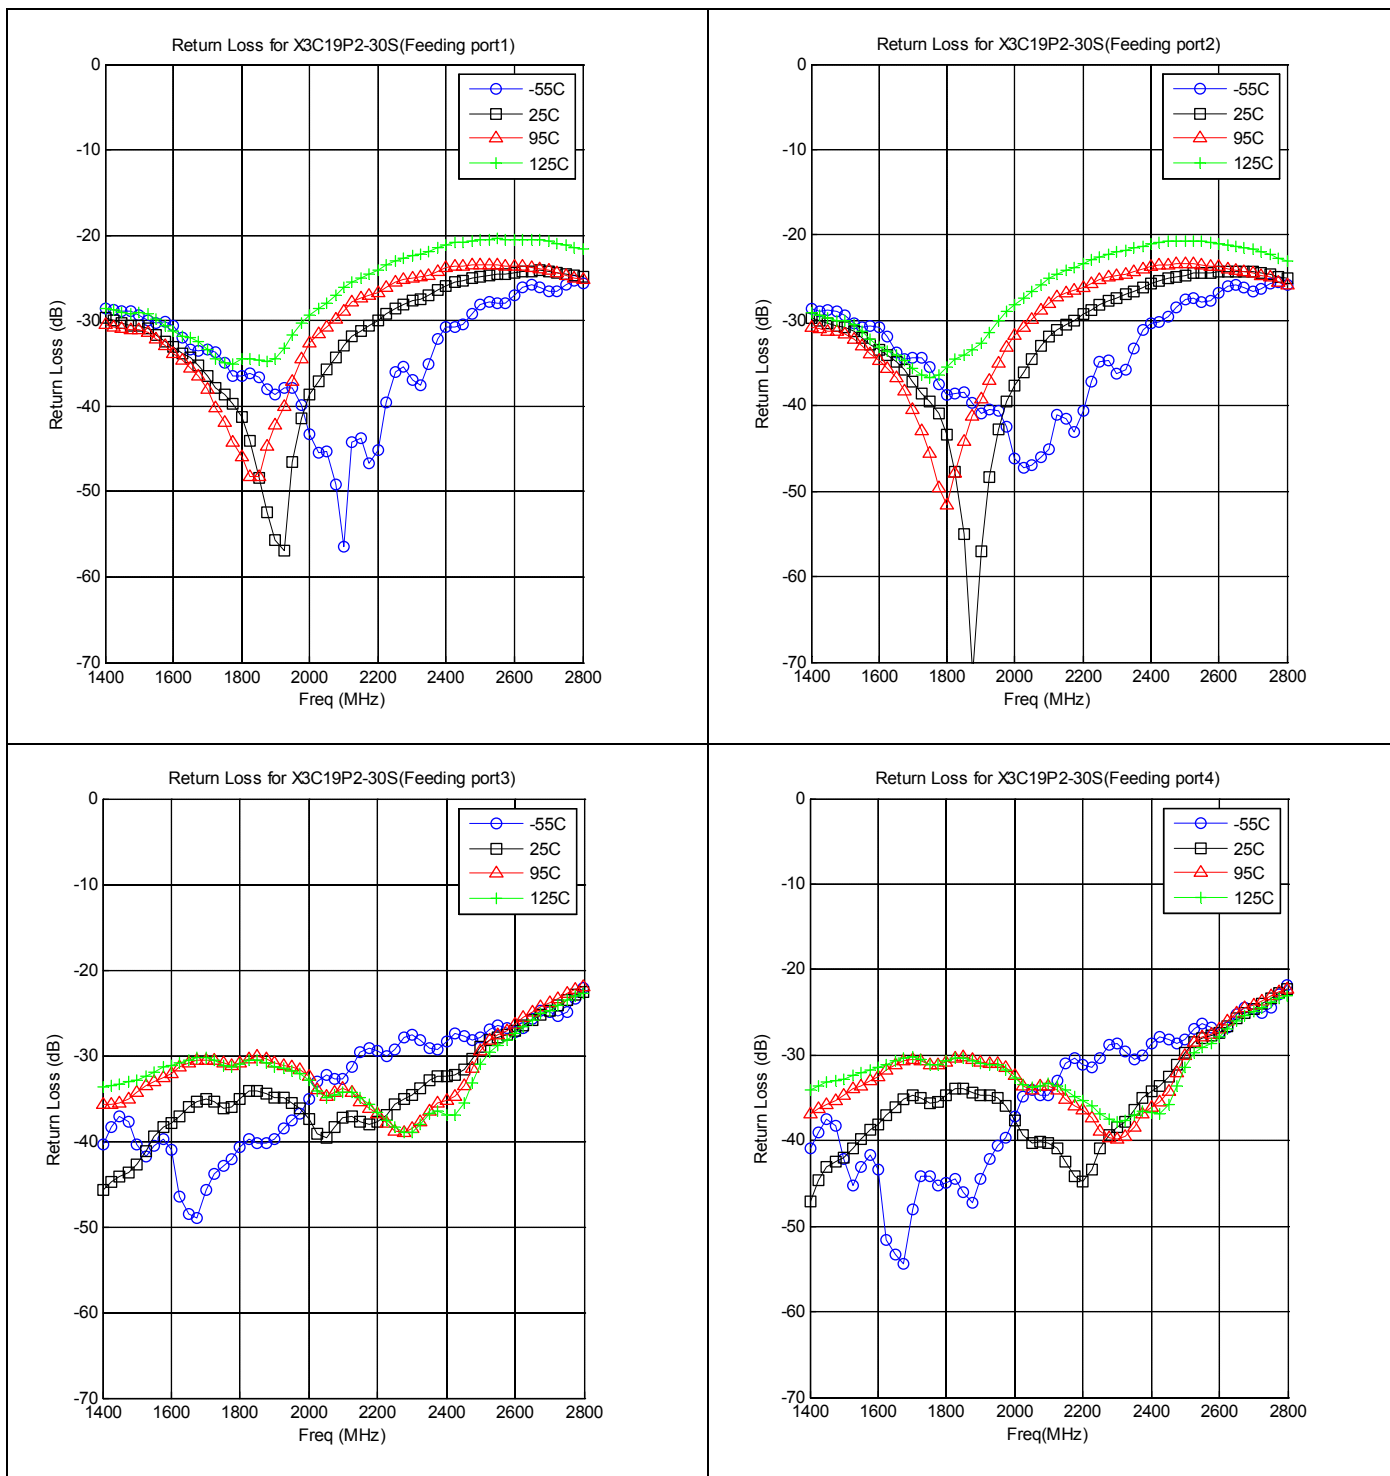 Return Loss for X3C19P2-30S(Feeding port1)
0
-10
-20
-30
-40
-50
-60
-70
Return Loss (dB)
1400 1600 1800 2000 2200 2400 2600 2800
Freq (MHz)
-55C
25C
95C
125C
Return Loss for X3C19P2-30S(Feeding port2)
0
-10
-20
-30
-40
-50
-60
-70
Return Loss (dB)
1400 1600 1800 2000 2200 2400 2600 2800
Freq (MHz)
-55C
25C
95C
125C
Return Loss for X3C19P2-30S(Feeding port3)
0
-10
-20
-30
-40
-50
-60
-70
Return Loss (dB)
1400 1600 1800 2000 2200 2400 2600 2800
Freq (MHz)
-55C
25C
95C
125C
Return Loss for X3C19P2-30S(Feeding port4)
0
-10
-20
-30
-40
-50
-60
-70
Return Loss (dB)
1400 1600 1800 2000 2200 2400 2600 2800
Freq(MHz)
-55C
25C
95C
125C